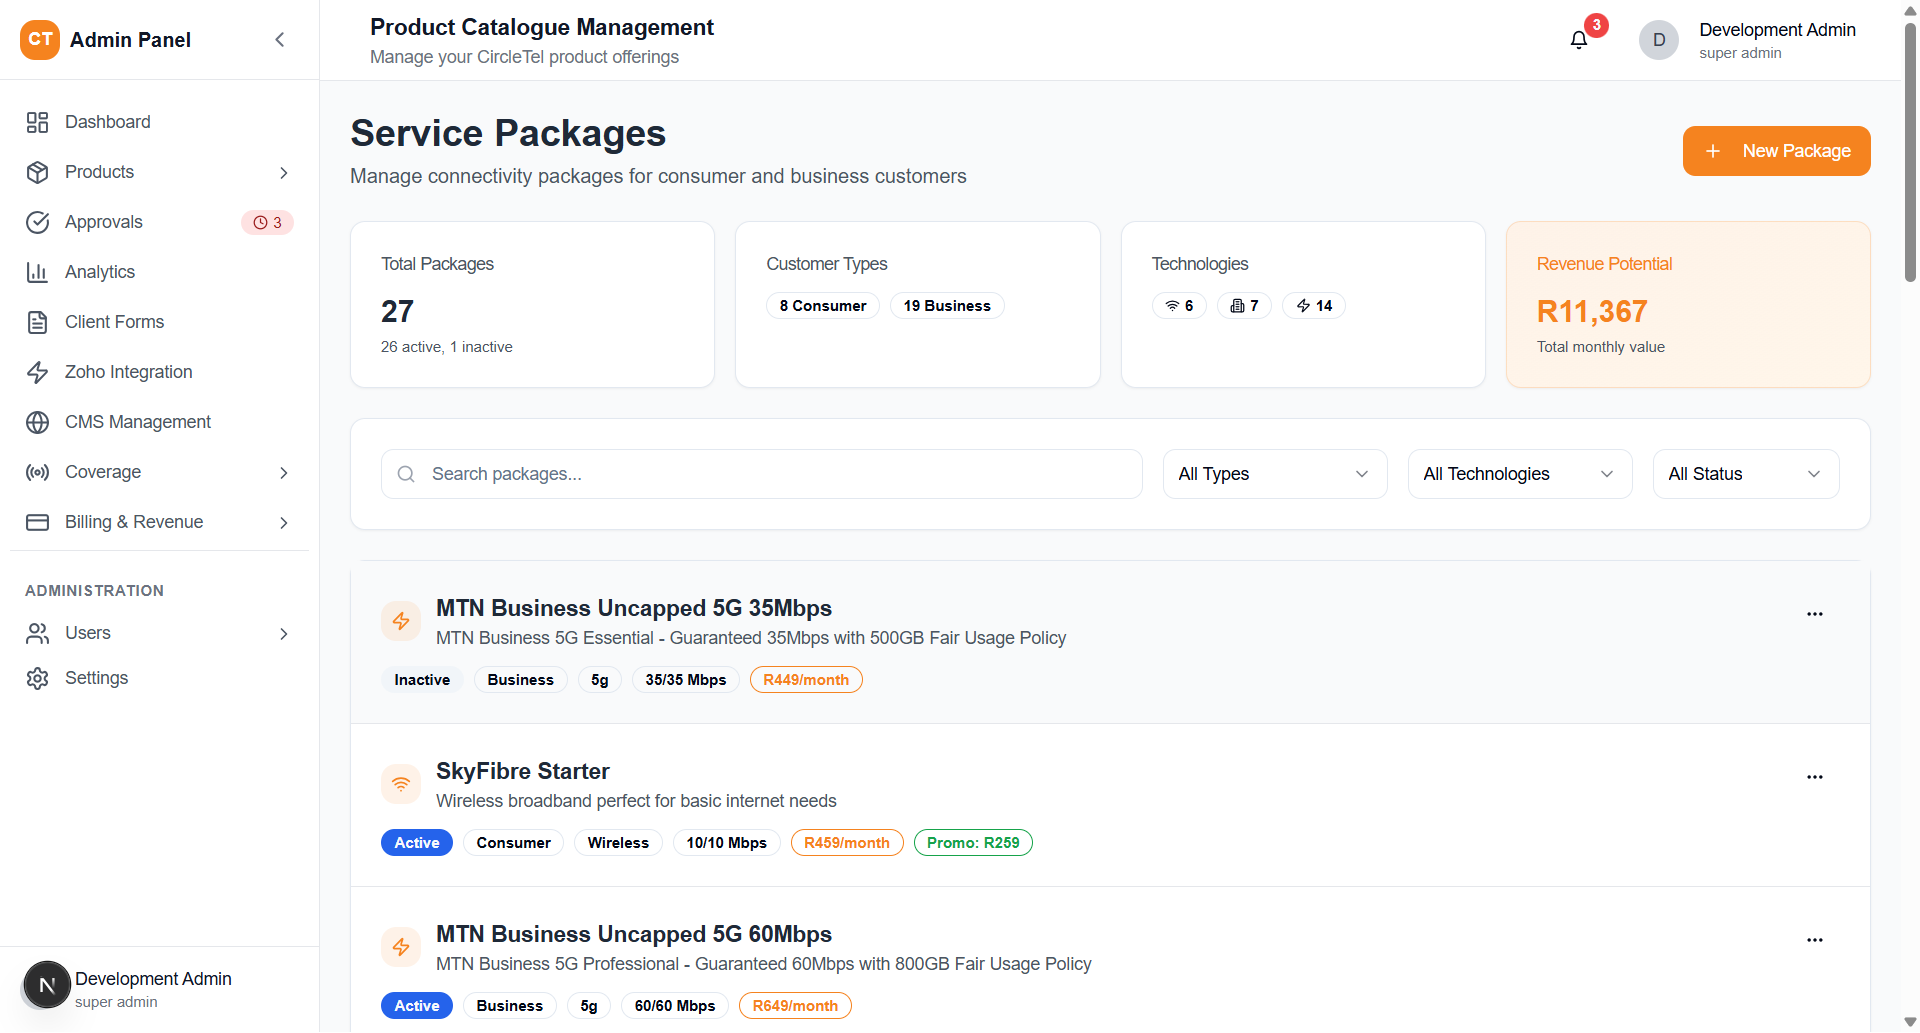 CT
Admin Panel
Product Catalogue Management
Manage your CircleTel product offerings
3
D
Development Admin
super admin
Dashboard
Products
Approvals
3
Analytics
Client Forms
Zoho Integration
CMS Management
Coverage
Billing & Revenue
ADMINISTRATION
Users
Settings
N
Development Admin
super admin
Service Packages
Manage connectivity packages for consumer and business customers
+ New Package
Total Packages
27
26 active, 1 inactive
Customer Types
8 Consumer
19 Business
Technologies
6
7
14
Revenue Potential
R11,367
Total monthly value
Search packages...
All Types
All Technologies
All Status
MTN Business Uncapped 5G 35Mbps
MTN Business 5G Essential - Guaranteed 35Mbps with 500GB Fair Usage Policy
Inactive
Business
5g
35/35 Mbps
R449/month
SkyFibre Starter
Wireless broadband perfect for basic internet needs
Active
Consumer
Wireless
10/10 Mbps
R459/month
Promo: R259
MTN Business Uncapped 5G 60Mbps
MTN Business 5G Professional - Guaranteed 60Mbps with 800GB Fair Usage Policy
Active
Business
5g
60/60 Mbps
R649/month